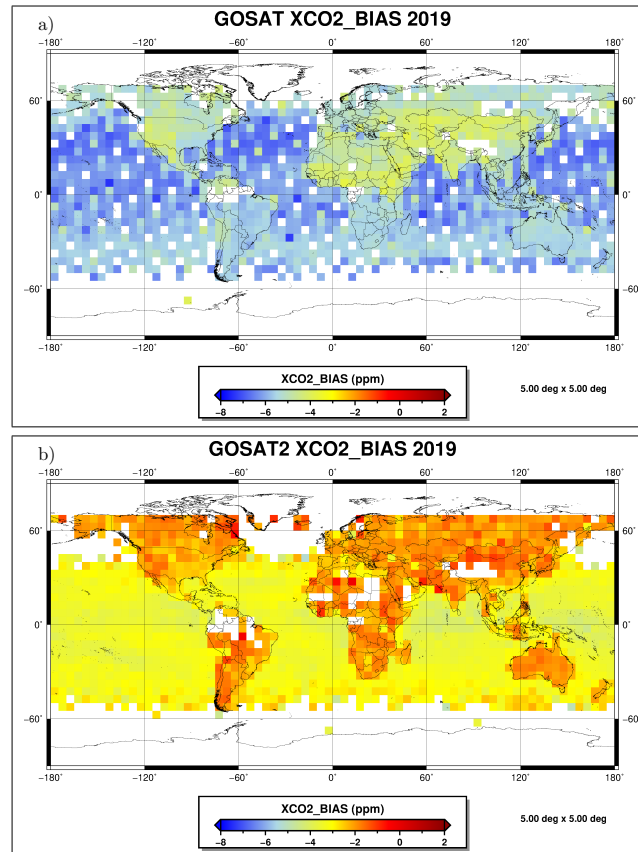 a)
GOSAT XCO2_BIAS 2019
−180˚ −120˚ −60˚ 0˚ 60˚ 120˚ 180˚
60˚ 60˚
0˚ 0˚
−60˚ −60˚
−180˚ −120˚ −60˚ 0˚ 60˚ 120˚ 180˚
XCO2_BIAS (ppm)
−8 −6 −4 −2 0 2
5.00 deg x 5.00 deg
b)
GOSAT2 XCO2_BIAS 2019
−180˚ −120˚ −60˚ 0˚ 60˚ 120˚ 180˚
60˚ 60˚
0˚ 0˚
−60˚ −60˚
−180˚ −120˚ −60˚ 0˚ 60˚ 120˚ 180˚
XCO2_BIAS (ppm)
−8 −6 −4 −2 0 2
5.00 deg x 5.00 deg